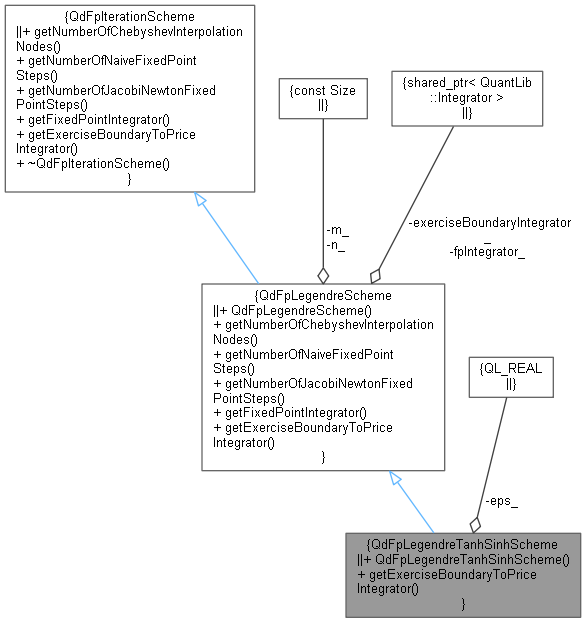 {QdFpIterationScheme
||+ getNumberOfChebyshevInterpolation
Nodes()
+ getNumberOfNaiveFixedPoint
Steps()
+ getNumberOfJacobiNewtonFixed
PointSteps()
+ getFixedPointIntegrator()
+ getExerciseBoundaryToPrice
Integrator()
+ ~QdFpIterationScheme()
}
{const Size
||}
{shared_ptr< QuantLib
::Integrator >
||}
-m_
-n_
-exerciseBoundaryIntegrator
_
-fpIntegrator_
{QdFpLegendreScheme
||+ QdFpLegendreScheme()
+ getNumberOfChebyshevInterpolation
Nodes()
+ getNumberOfNaiveFixedPoint
Steps()
+ getNumberOfJacobiNewtonFixed
PointSteps()
+ getFixedPointIntegrator()
+ getExerciseBoundaryToPrice
Integrator()
}
{QL_REAL
||}
-eps_
{QdFpLegendreTanhSinhScheme
||+ QdFpLegendreTanhSinhScheme()
+ getExerciseBoundaryToPrice
Integrator()
}